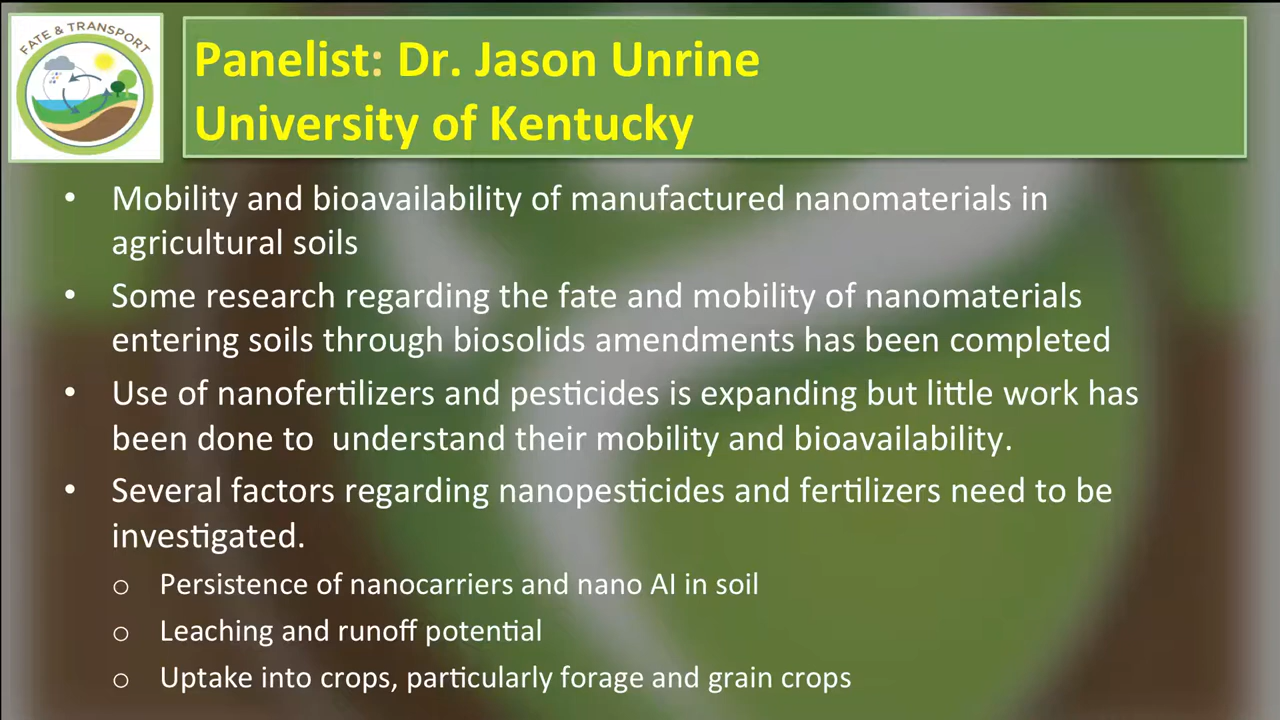 FATE & TRANSPORT
Panelist: Dr. Jason Unrine
University of Kentucky
• Mobility and bioavailability of manufactured nanomaterials in
agricultural soils
• Some research regarding the fate and mobility of nanomaterials
entering soils through biosolids amendments has been completed
• Use of nanofertilizers and pesticides is expanding but little work has
been done to  understand their mobility and bioavailability.
• Several factors regarding nanopesticides and fertilizers need to be
investigated.
o Persistence of nanocarriers and nano AI in soil
o Leaching and runoff potential
o Uptake into crops, particularly forage and grain crops